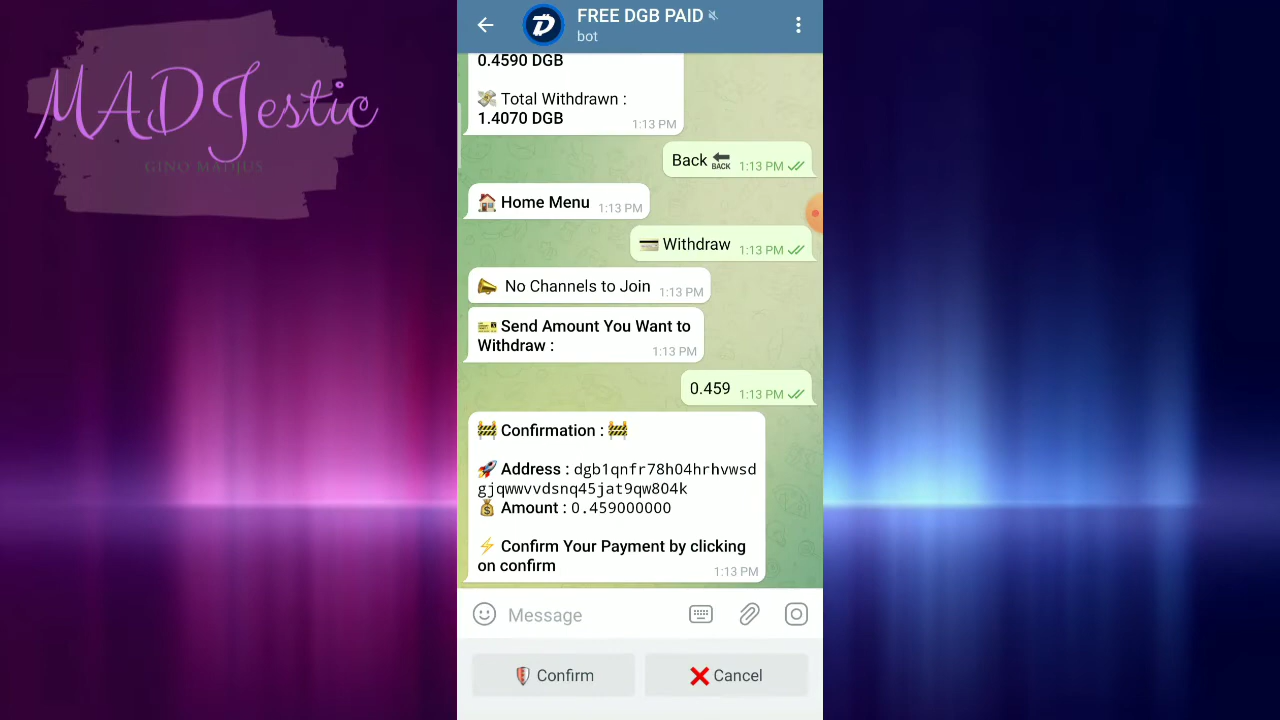 MADJestic
GINO MADJUS
FREE DGB PAID
bot
0.4590 DGB
💸 Total Withdrawn :
1.4070 DGB
1:13 PM
Back 🔙 1:13 PM
🏠 Home Menu 1:13 PM
💳 Withdraw 1:13 PM
📣 No Channels to Join 1:13 PM
🎫 Send Amount You Want to
Withdraw :
1:13 PM
0.459 1:13 PM
🚧 Confirmation : 🚧
🚀 Address : dgb1qnfr78h04hrhvwsd
gjqwwvvdsnq45jat9qw804k
💰 Amount : 0.459000000
⚡ Confirm Your Payment by clicking
on confirm
1:13 PM
Message
Confirm
❌ Cancel